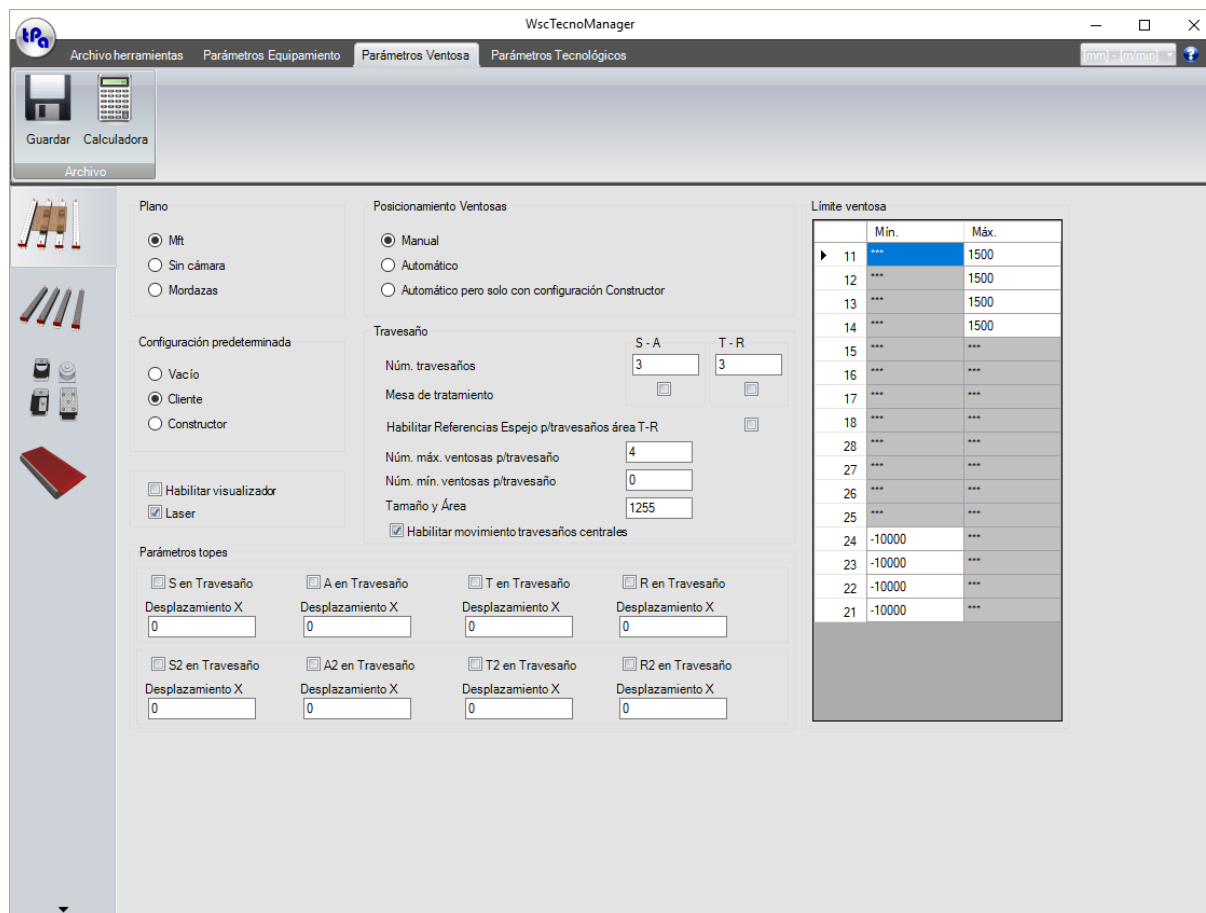 WscTecnoManager
tPa
Archivo herramientas Parámetros Equipamiento Parámetros Ventosa Parámetros Tecnológicos [mm] - [m/min]
Guardar Calculadora
Archivo
Plano
Mft
Sin cámara
Mordazas
Posicionamiento Ventosas
Manual
Automático
Automático pero solo con configuración Constructor
Configuración predeterminada
Vacío
Cliente
Constructor
Habilitar visualizador
Laser
Travesaño
S - A T - R
Núm. travesaños 3 3
Mesa de tratamiento
Habilitar Referencias Espejo p/travesaños área T-R
Núm. máx. ventosas p/travesaño 4
Núm. mín. ventosas p/travesaño 0
Tamaño y Área 1255
Habilitar movimiento travesaños centrales
Parámetros topes
S en Travesaño A en Travesaño T en Travesaño R en Travesaño
Desplazamiento X Desplazamiento X Desplazamiento X Desplazamiento X
0 0 0 0
S2 en Travesaño A2 en Travesaño T2 en Travesaño R2 en Travesaño
Desplazamiento X Desplazamiento X Desplazamiento X Desplazamiento X
0 0 0 0
Límite ventosa
Mín. Máx.
11 *** 1500
12 *** 1500
13 *** 1500
14 *** 1500
15 *** ***
16 *** ***
17 *** ***
18 *** ***
28 *** ***
27 *** ***
26 *** ***
25 *** ***
24 -10000 ***
23 -10000 ***
22 -10000 ***
21 -10000 ***